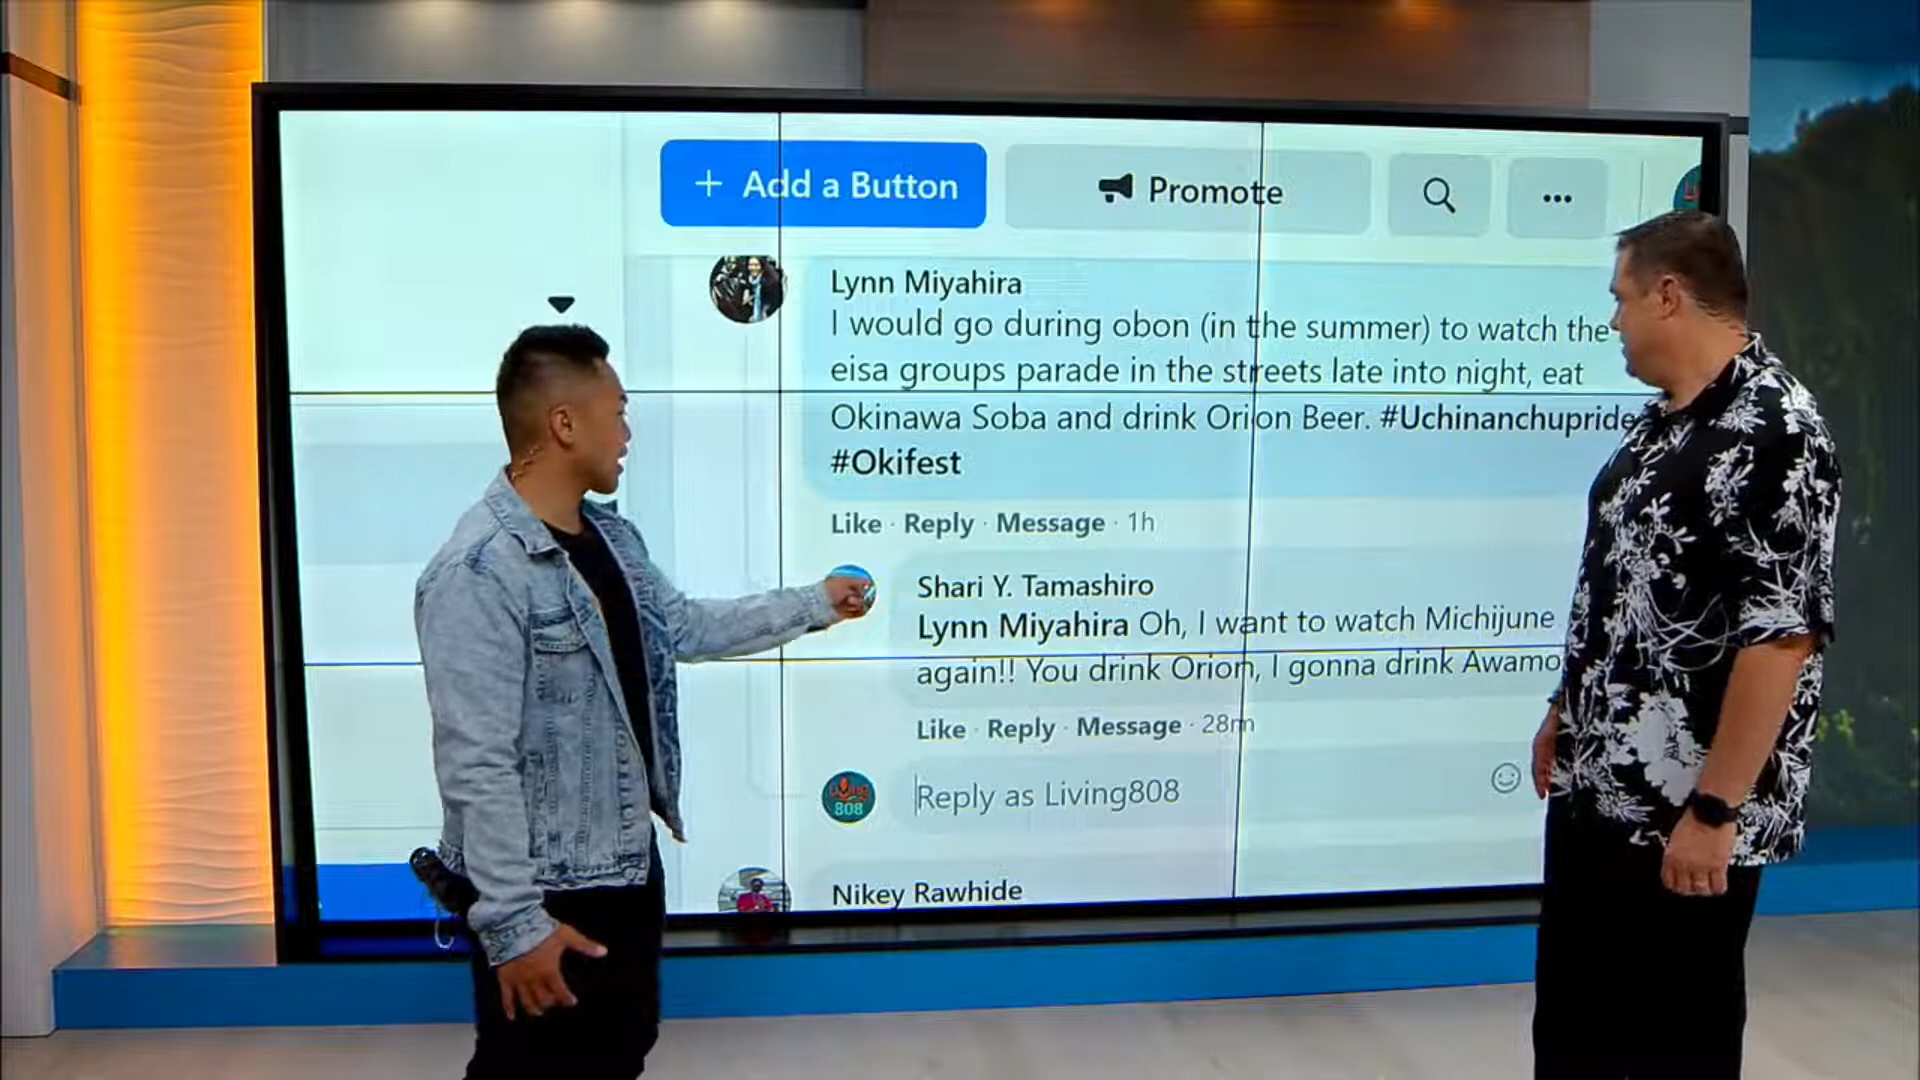 + Add a Button
Promote
Lynn Miyahira
I would go during obon (in the summer) to watch the
eisa groups parade in the streets late into night, eat
Okinawa Soba and drink Orion Beer. #Uchinanchupride
#Okifest
Like · Reply · Message · 1h
Shari Y. Tamashiro
Lynn Miyahira Oh, I want to watch Michijune
again!! You drink Orion, I gonna drink Awamo
Like · Reply · Message · 28m
Living
808
Reply as Living808
Nikey Rawhide